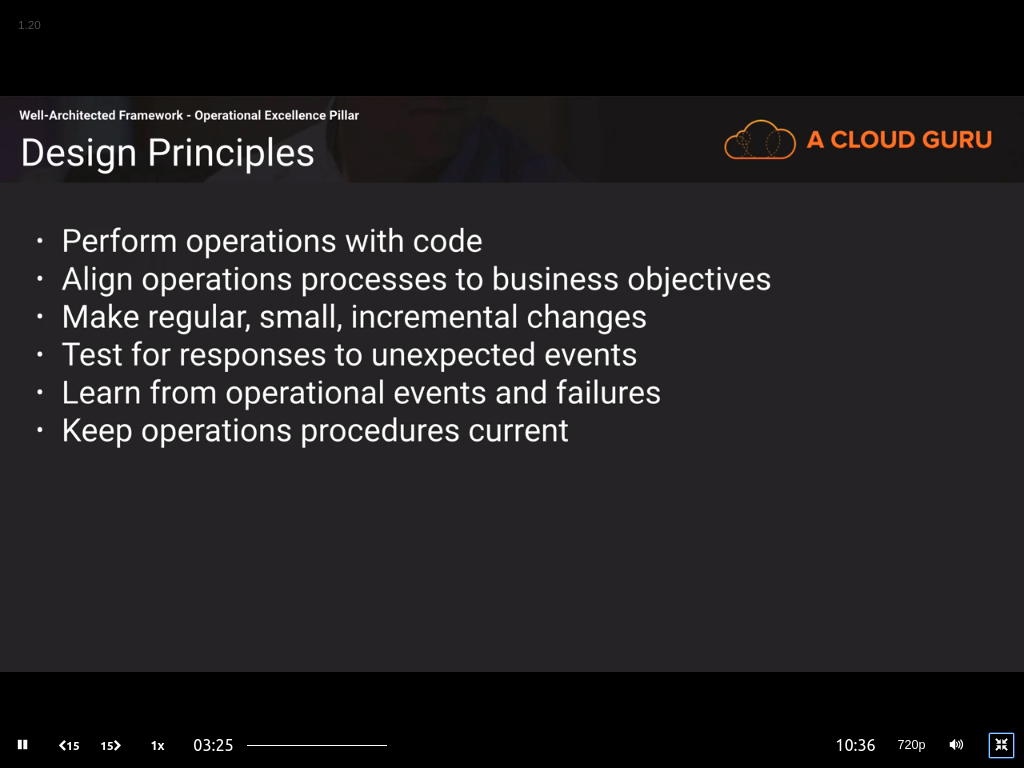 1.20
Well-Architected Framework - Operational Excellence Pillar
Design Principles
A CLOUD GURU
• Perform operations with code
• Align operations processes to business objectives
• Make regular, small, incremental changes
• Test for responses to unexpected events
• Learn from operational events and failures
• Keep operations procedures current
15 15 1x 03:25 10:36 720p